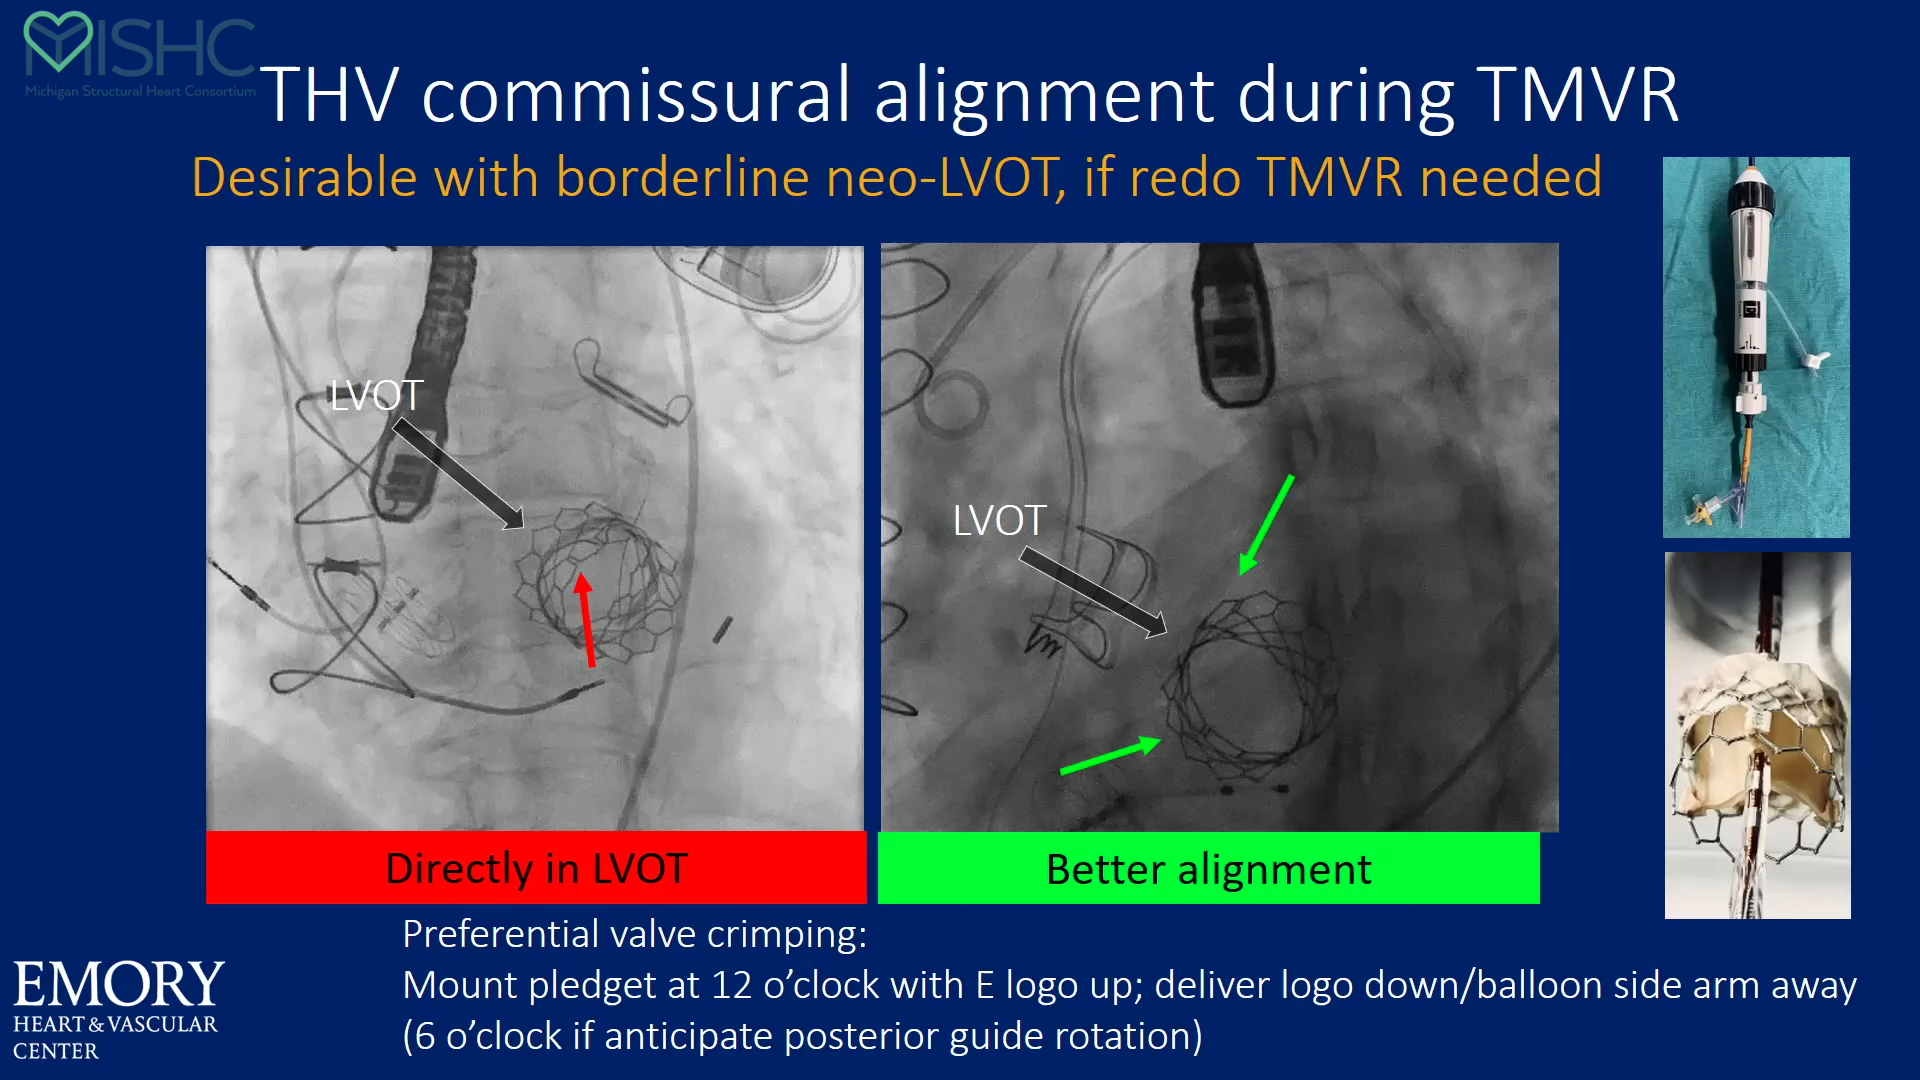 MISHC
Michigan Structural Heart Consortium
THV commissural alignment during TMVR
Desirable with borderline neo-LVOT, if redo TMVR needed
LVOT
LVOT
Directly in LVOT
Better alignment
Preferential valve crimping:
Mount pledget at 12 o’clock with E logo up; deliver logo down/balloon side arm away
(6 o’clock if anticipate posterior guide rotation)
EMORY
HEART & VASCULAR
CENTER